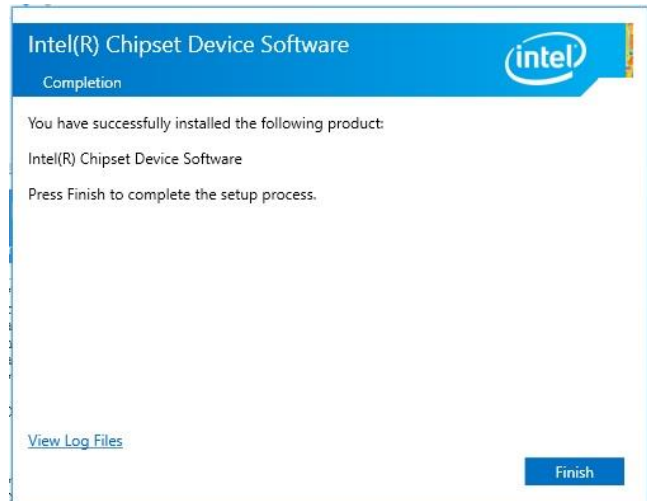 Intel(R) Chipset Device Software
intel
Completion
You have successfully installed the following product:
Intel(R) Chipset Device Software
Press Finish to complete the setup process.
View Log Files
Finish